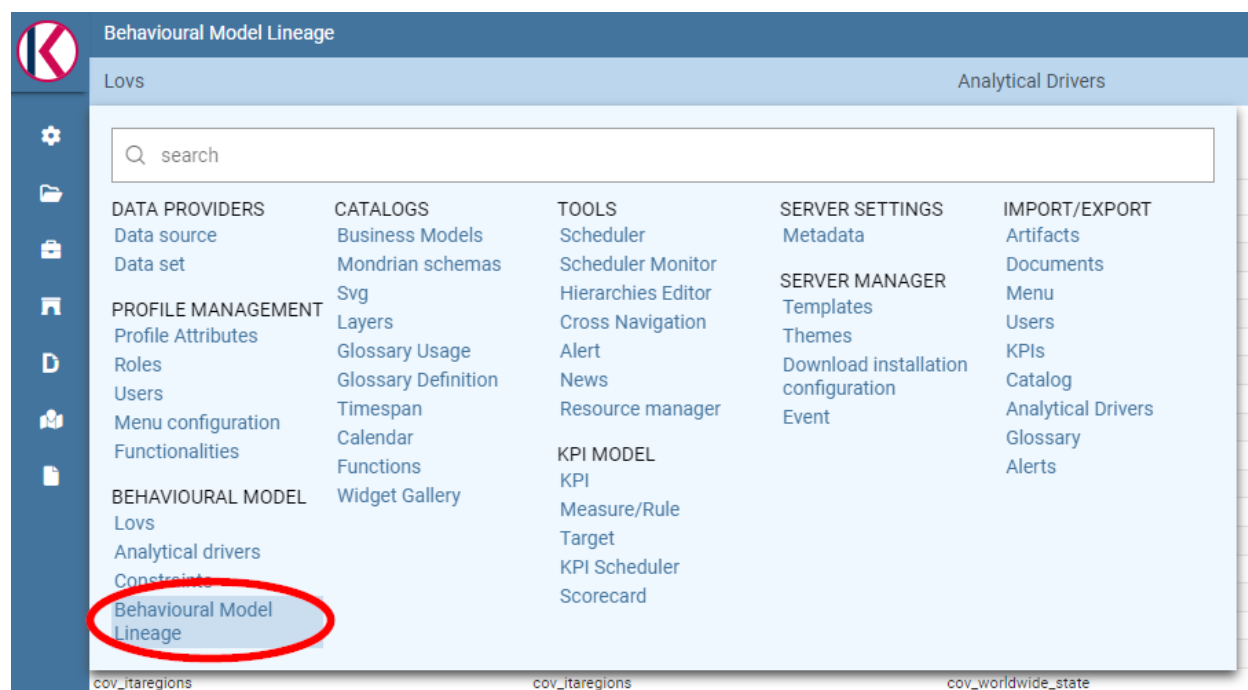 Behavioural Model Lineage
Lovs
Analytical Drivers
search
DATA PROVIDERS
Data source
Data set
PROFILE MANAGEMENT
Profile Attributes
Roles
Users
Menu configuration
Functionalities
BEHAVIOURAL MODEL
Lovs
Analytical drivers
Constraints
Behavioural Model
Lineage
CATALOGS
Business Models
Mondrian schemas
Svg
Layers
Glossary Usage
Glossary Definition
Timespan
Calendar
Functions
Widget Gallery
TOOLS
Scheduler
Scheduler Monitor
Hierarchies Editor
Cross Navigation
Alert
News
Resource manager
KPI MODEL
KPI
Measure/Rule
Target
KPI Scheduler
Scorecard
SERVER SETTINGS
Metadata
SERVER MANAGER
Templates
Themes
Download installation
configuration
Event
IMPORT/EXPORT
Artifacts
Documents
Menu
Users
KPIs
Catalog
Analytical Drivers
Glossary
Alerts
cov_itaregions
cov_itaregions
cov_worldwide_state